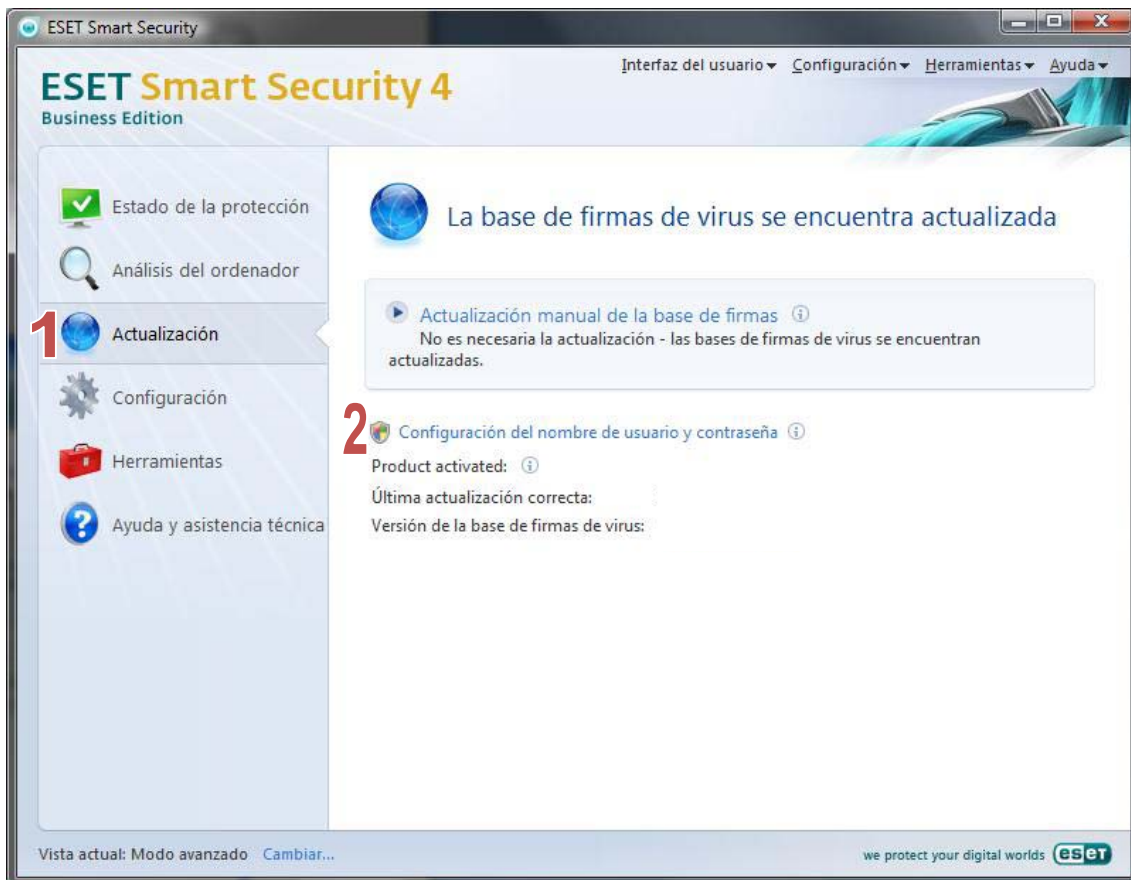 ESET Smart Security
Interfaz del usuario Configuración Herramientas Ayuda
ESET Smart Security 4
Business Edition
Estado de la protección
Análisis del ordenador
1
Actualización
Configuración
Herramientas
Ayuda y asistencia técnica
La base de firmas de virus se encuentra actualizada
Actualización manual de la base de firmas
No es necesaria la actualización - las bases de firmas de virus se encuentran
actualizadas.
2
Configuración del nombre de usuario y contraseña
Product activated:
Última actualización correcta:
Versión de la base de firmas de virus:
Vista actual: Modo avanzado Cambiar...
we protect your digital worlds eseT